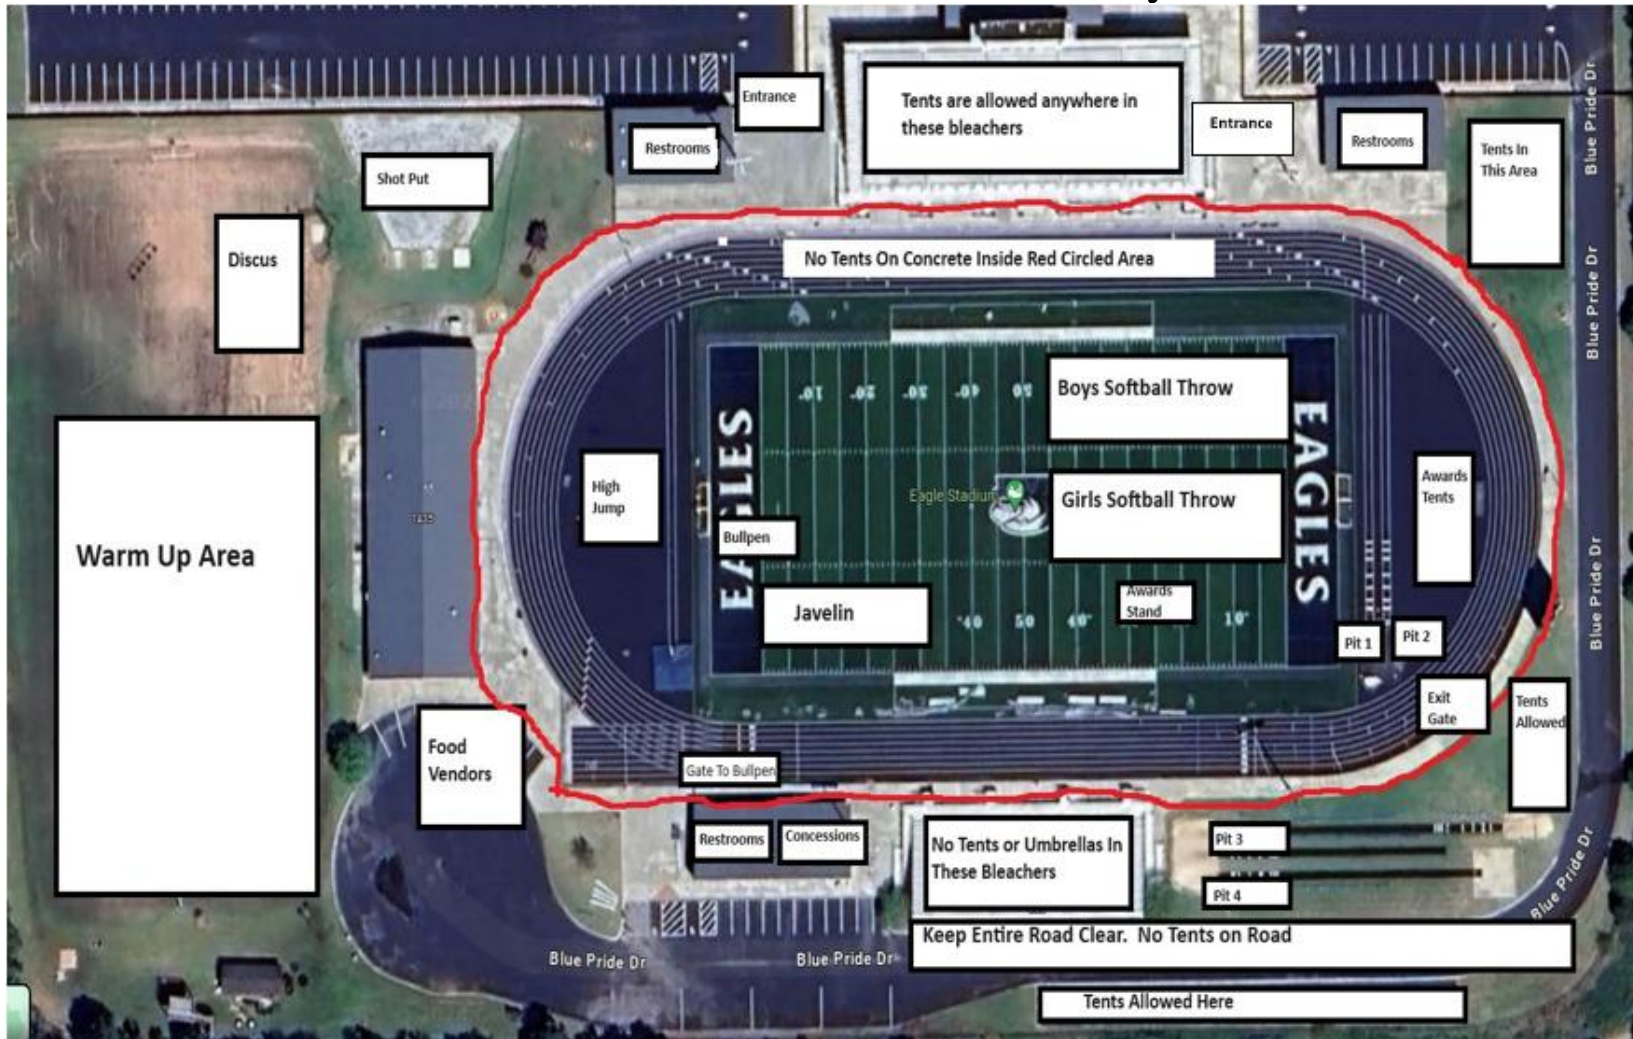 Entrance
Tents are allowed anywhere in
these bleachers
Entrance
Restrooms
Restrooms
Tents In
This Area
Blue Pride Dr
Shot Put
Discus
No Tents On Concrete Inside Red Circled Area
Blue Pride Dr
10
20
30
40
50
Boys Softball Throw
EAGLES
EAGLES
High
Jump
Eagle Stadium
Girls Softball Throw
Awards
Tents
Bullpen
Warm Up Area
Javelin
Awards
Stand
40
50
40
10
Pit 1
Pit 2
Blue Pride Dr
Exit
Gate
Tents
Allowed
Food
Vendors
Gate To Bullpen
Restrooms
Concessions
No Tents or Umbrellas In
These Bleachers
Pit 3
Pit 4
Blue Pride Dr
Keep Entire Road Clear. No Tents on Road
Blue Pride Dr
Blue Pride Dr
Tents Allowed Here